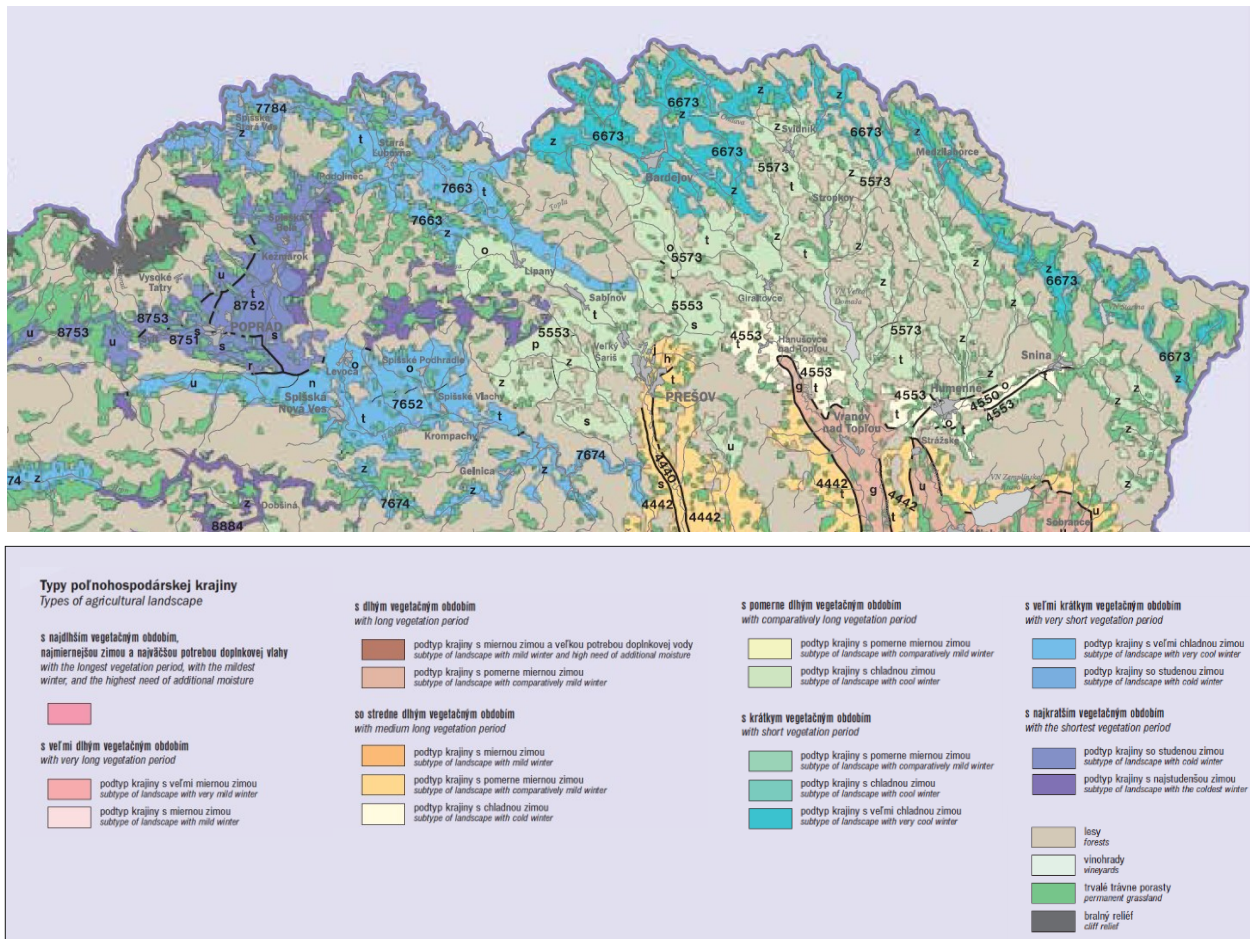 7784
z
Spišská
Stará Ves
t
Stará
Ľubovňa
Podolínec
7663
t
7663
z
Spišská
Belá
Kežmarok
Vysoké
Tatry
u
t
8752
8753
8753
u
u
Svit
8751
s
s
s
POPRAD
r
u
n
Levoča
o
Spišské Podhradie
o
Spišská
Nová Ves
7652
t
Spišské Vlachy
t
Krompachy
Gelnica
z
7674
z
z
7674
z
74
z
Dobšiná
8884
z
6673
z
6673
z
6673
z
Bardejov
Topľa
Ondava
z
Svidník
z
z
6673
z
Medzilaborce
5573
t
z
5573
Stropkov
o
Lipany
Sabinov
t
5553
p
z
z
s
Veľký
Šariš
o
5573
t
z
t
5553
s
Giraltovce
VN Veľká
Domaša
z
z
z
z
5573
t
z
6673
VN Starina
6673
z
z
j
h
t
PREŠOV
u
4440
s
4442
4442
4553
t
Hanušovce
nad Topľou
4553
g
t
Vranov
nad Topľou
4442
t
g
4442
t
u
4553
t
Humenné
o
t
Strážske
Snina
o
4550
t
4553
z
z
VN Zemplínska
Sobrance
u
u
Typy poľnohospodárskej krajiny
Types of agricultural landscape
s najdlhším vegetačným obdobím,
najmiernejšou zimou a najväčšou potrebou doplnkovej vlahy
with the longest vegetation period, with the mildest
winter, and the highest need of additional moisture
s veľmi dlhým vegetačným obdobím
with very long vegetation period
podtyp krajiny s veľmi miernou zimou
subtype of landscape with very mild winter
podtyp krajiny s miernou zimou
subtype of landscape with mild winter
s dlhým vegetačným obdobím
with long vegetation period
podtyp krajiny s miernou zimou a veľkou potrebou doplnkovej vody
subtype of landscape with mild winter and high need of additional moisture
podtyp krajiny s pomerne miernou zimou
subtype of landscape with comparatively mild winter
so stredne dlhým vegetačným obdobím
with medium long vegetation period
podtyp krajiny s miernou zimou
subtype of landscape with mild winter
podtyp krajiny s pomerne miernou zimou
subtype of landscape with comparatively mild winter
podtyp krajiny s chladnou zimou
subtype of landscape with cold winter
s pomerne dlhým vegetačným obdobím
with comparatively long vegetation period
podtyp krajiny s pomerne miernou zimou
subtype of landscape with comparatively mild winter
podtyp krajiny s chladnou zimou
subtype of landscape with cool winter
s krátkym vegetačným obdobím
with short vegetation period
podtyp krajiny s pomerne miernou zimou
subtype of landscape with comparatively mild winter
podtyp krajiny s chladnou zimou
subtype of landscape with cool winter
podtyp krajiny s veľmi chladnou zimou
subtype of landscape with very cool winter
s veľmi krátkym vegetačným obdobím
with very short vegetation period
podtyp krajiny s veľmi chladnou zimou
subtype of landscape with very cool winter
podtyp krajiny so studenou zimou
subtype of landscape with cold winter
s najkratším vegetačným obdobím
with the shortest vegetation period
podtyp krajiny so studenou zimou
subtype of landscape with cold winter
podtyp krajiny s najstudenšou zimou
subtype of landscape with the coldest winter
lesy
forests
vinohrady
vineyards
trvalé trávne porasty
permanent grassland
bralný reliéf
cliff relief